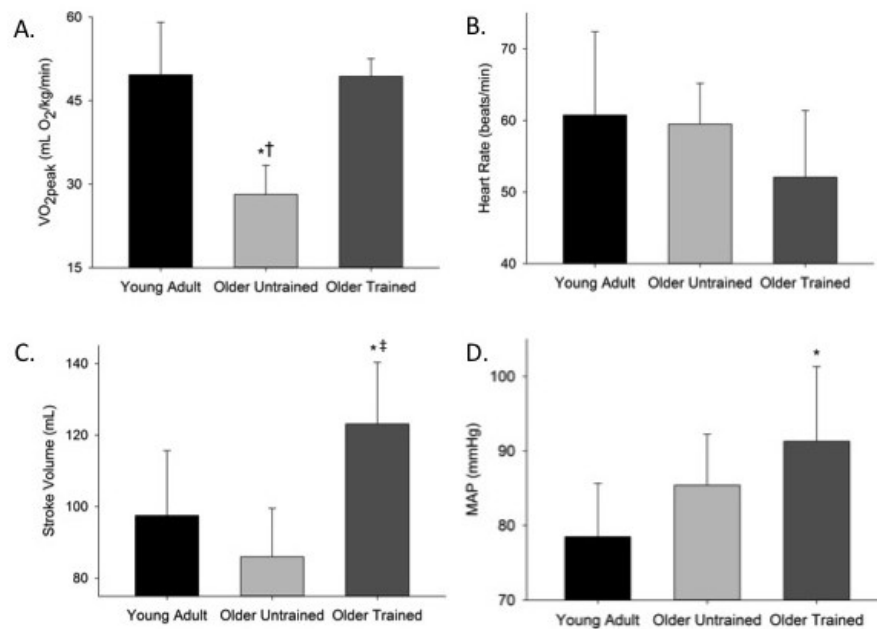 A.
VO2peak (mL O2/kg/min)
60
45
30
15
*†
Young Adult Older Untrained Older Trained
B.
Heart Rate (beats/min)
70
60
50
40
Young Adult Older Untrained Older Trained
C.
Stroke Volume (mL)
140
120
100
80
*‡
Young Adult Older Untrained Older Trained
D.
MAP (mmHg)
100
90
80
70
*
Young Adult Older Untrained Older Trained